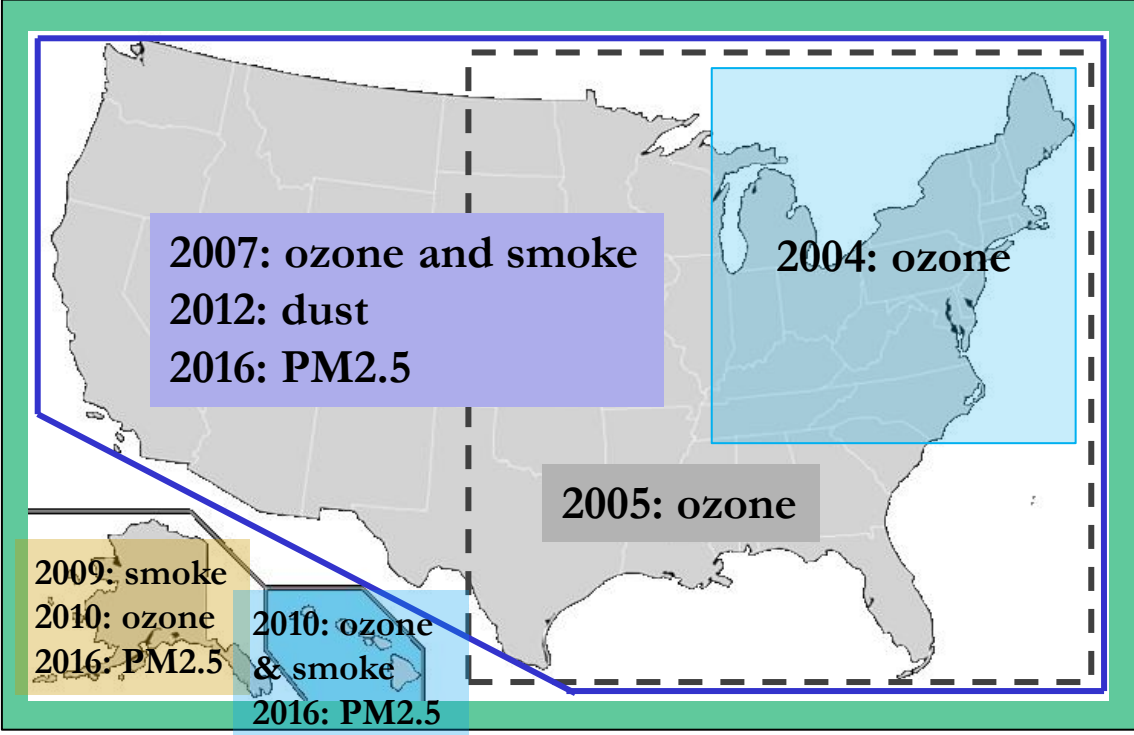 2007: ozone and smoke
2012: dust
2016: PM2.5
2004: ozone
2005: ozone
2009: smoke
2010: ozone
2016: PM2.5
2010: ozone
& smoke
2016: PM2.5